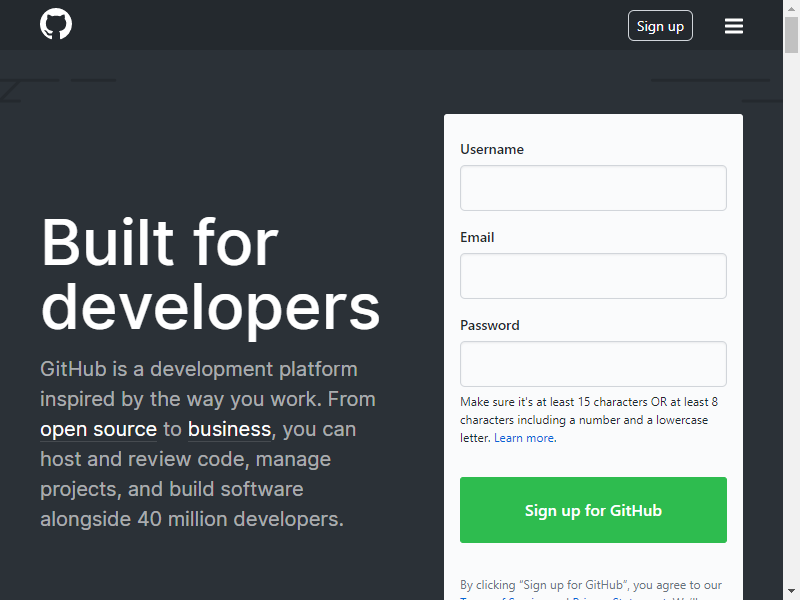 Sign up
Built for
developers
GitHub is a development platform
inspired by the way you work. From
open source to business, you can
host and review code, manage
projects, and build software
alongside 40 million developers.
Username
Email
Password
Make sure it's at least 15 characters OR at least 8
characters including a number and a lowercase
letter. Learn more.
Sign up for GitHub
By clicking “Sign up for GitHub”, you agree to our